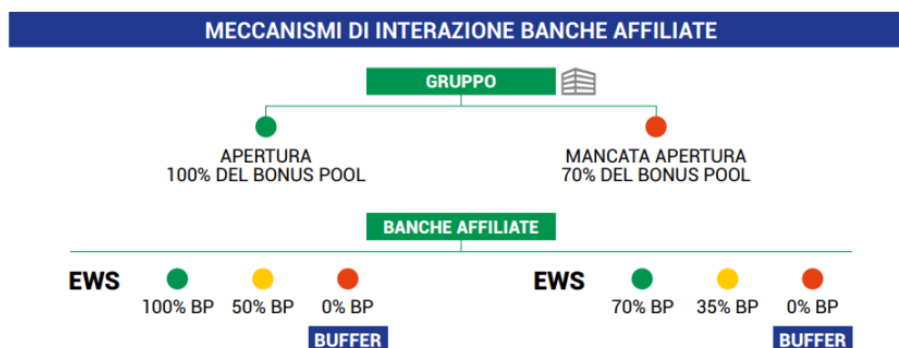 MECCANISMI DI INTERAZIONE BANCHE AFFILIATE
GRUPPO
APERTURA
100% DEL BONUS POOL
MANCATA APERTURA
70% DEL BONUS POOL
BANCHE AFFILIATE
EWS
100% BP
50% BP
0% BP
BUFFER
EWS
70% BP
35% BP
0% BP
BUFFER